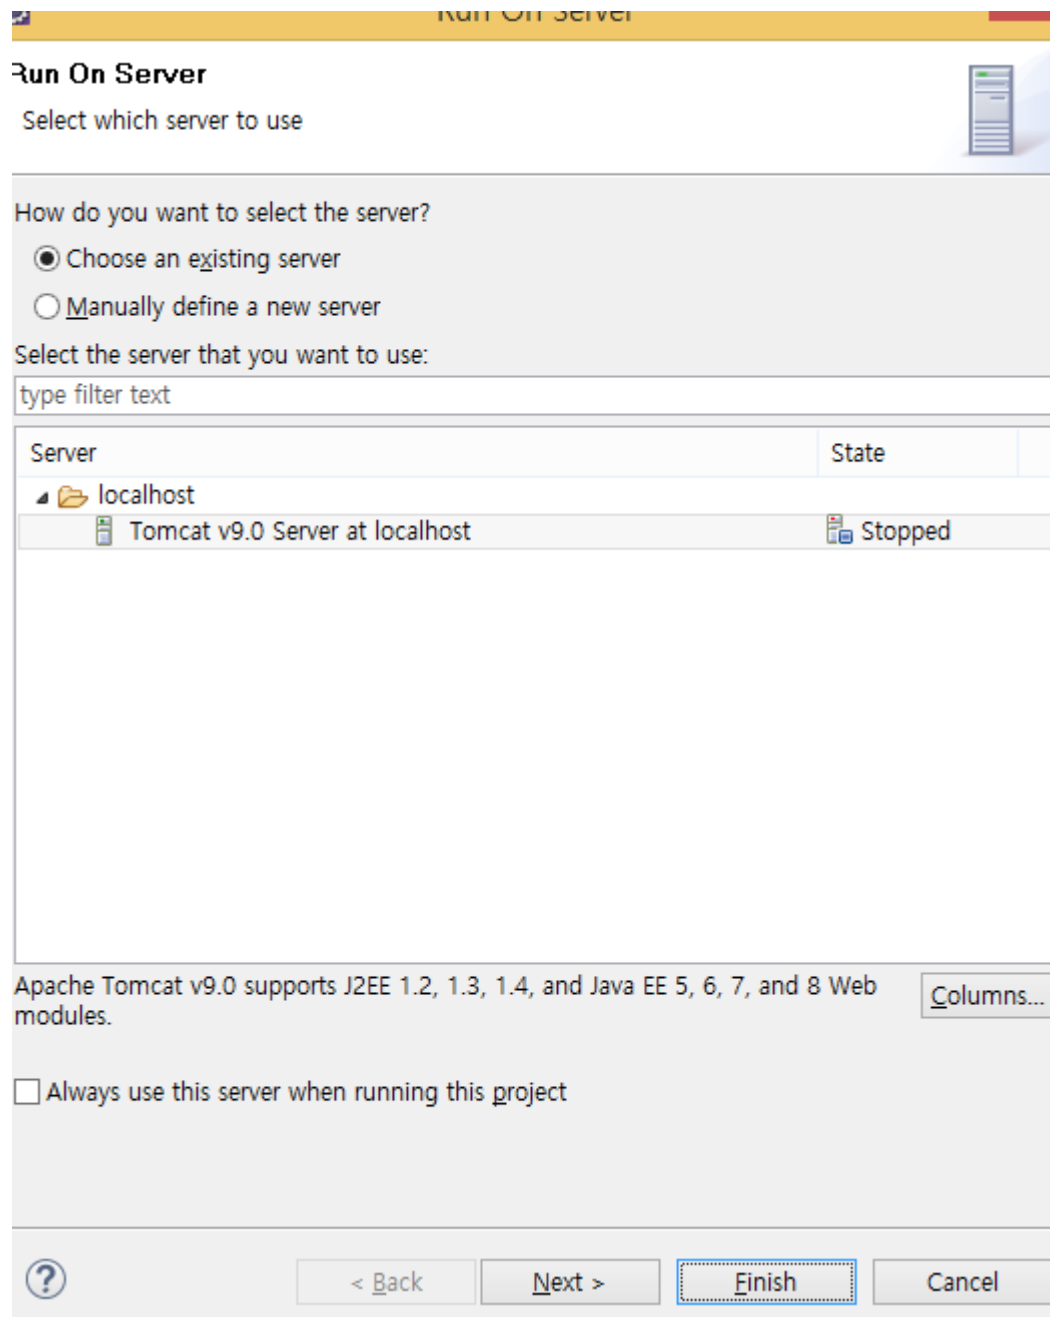 Run On Server
Run On Server
Select which server to use
How do you want to select the server?
Choose an existing server
Manually define a new server
Select the server that you want to use:
type filter text
Server State
localhost
Tomcat v9.0 Server at localhost Stopped
Apache Tomcat v9.0 supports J2EE 1.2, 1.3, 1.4, and Java EE 5, 6, 7, and 8 Web
modules.
Columns...
Always use this server when running this project
< Back Next > Finish Cancel